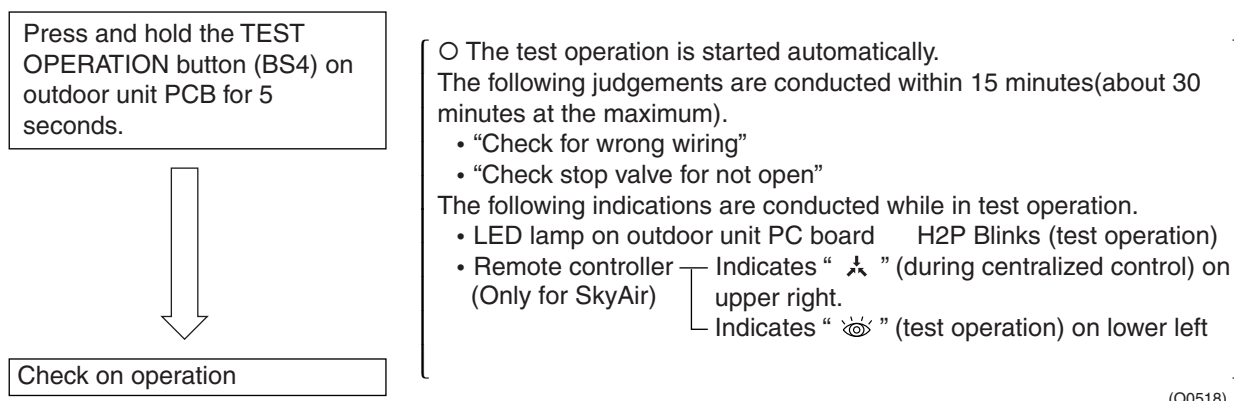 Press and hold the TEST
OPERATION button (BS4) on
outdoor unit PCB for 5
seconds.
○ The test operation is started automatically.
The following judgements are conducted within 15 minutes(about 30
minutes at the maximum).
• “Check for wrong wiring”
• “Check stop valve for not open”
The following indications are conducted while in test operation.
• LED lamp on outdoor unit PC board H2P Blinks (test operation)
• Remote controller Indicates “ ” (during centralized control) on
(Only for SkyAir) upper right.
Indicates “ ” (test operation) on lower left
Check on operation
(Q0518)